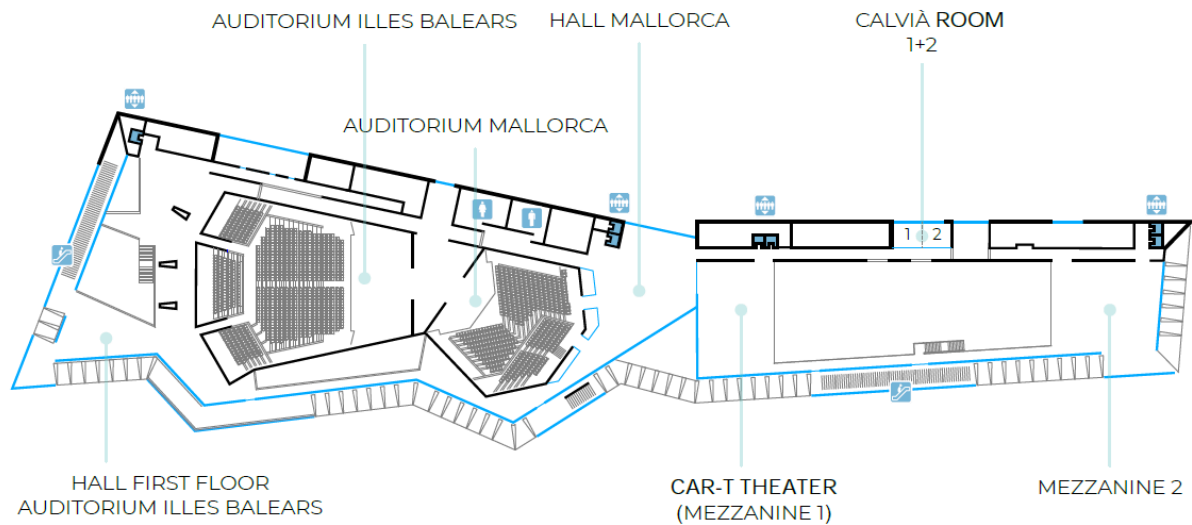 AUDITORIUM ILLES BALEARS
HALL MALLORCA
CALVIÀ ROOM
1+2
AUDITORIUM MALLORCA
1 2
HALL FIRST FLOOR
AUDITORIUM ILLES BALEARS
CAR-T THEATER
(MEZZANINE 1)
MEZZANINE 2